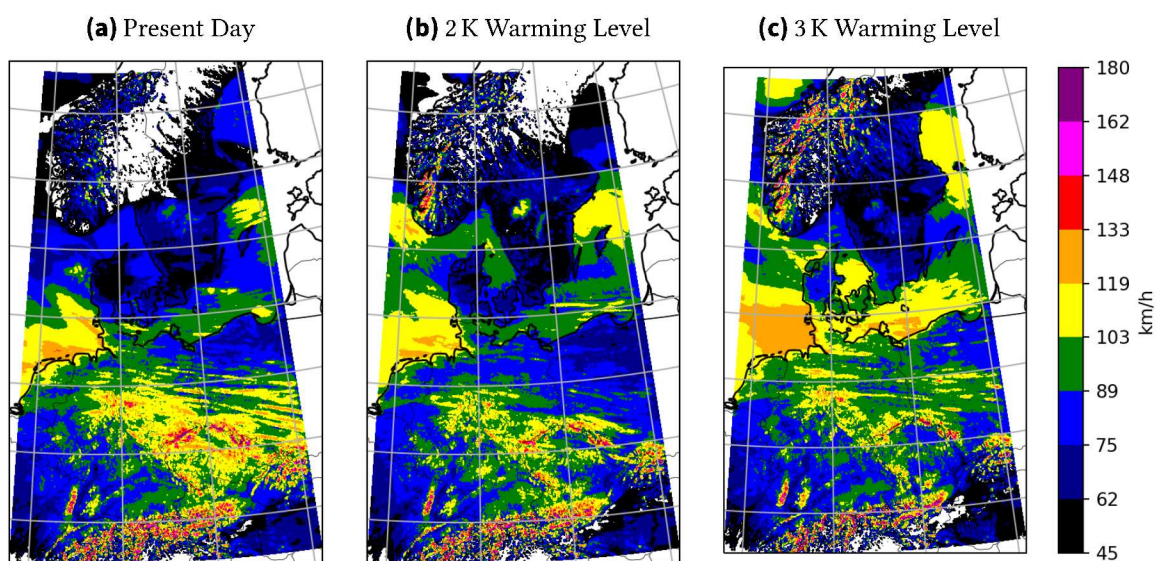 (a) Present Day
(b) 2 K Warming Level
(c) 3 K Warming Level
180
162
148
133
119
103
89
75
62
45
km/h